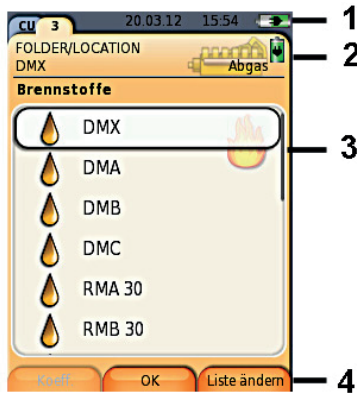 CU 3 20.03.12 15:54
FOLDER/LOCATION
DMX Abgas
Brennstoffe
DMX
DMA
DMB
DMC
RMA 30
RMB 30
Koeff OK Liste ändern
1
2
3
4